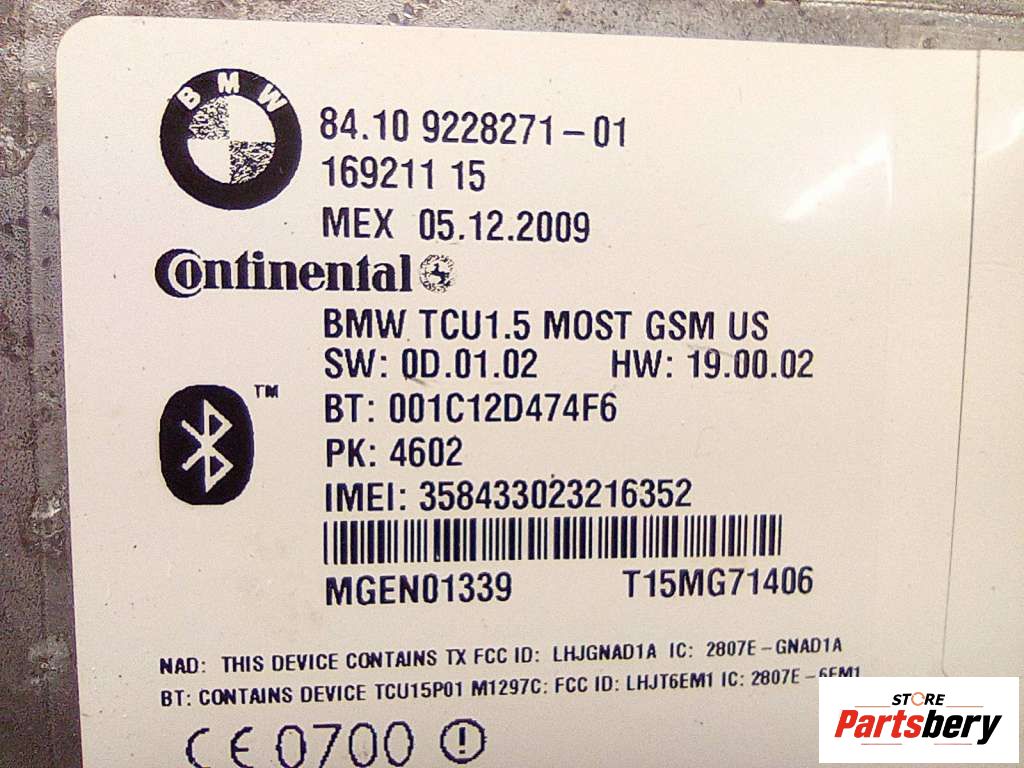 BMW
84.10 9228271-01
169211 15
MEX 05.12.2009
Continental
BMW TCU1.5 MOST GSM US
SW: 0D.01.02 HW: 19.00.02
TM
BT: 001C12D474F6
PK: 4602
IMEI: 358433023216352
MGEN01339 T15MG71406
NAD: THIS DEVICE CONTAINS TX FCC ID: LHJGNAD1A IC: 2807E-GNAD1A
BT: CONTAINS DEVICE TCU15P01 M1297C: FCC ID: LHJT6EM1 IC: 2807E-6EM1
CE 0700
STORE
Partsbery